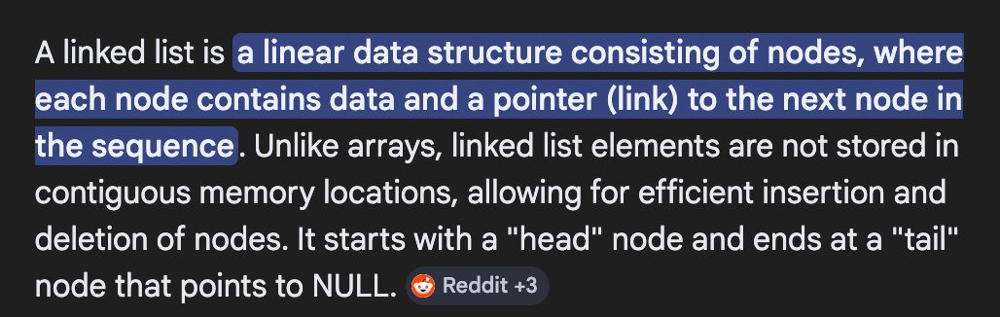 A linked list is a linear data structure consisting of nodes, where
each node contains data and a pointer (link) to the next node in
the sequence. Unlike arrays, linked list elements are not stored in
contiguous memory locations, allowing for efficient insertion and
deletion of nodes. It starts with a "head" node and ends at a "tail"
node that points to NULL. Reddit +3